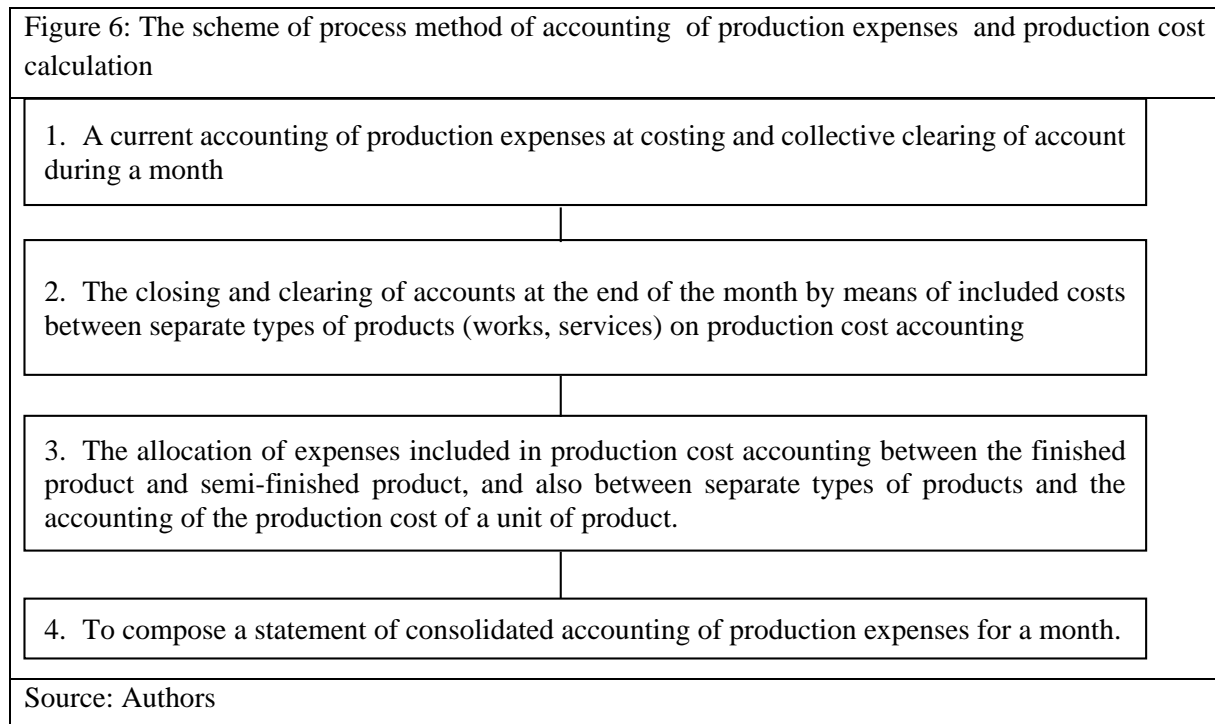 Figure 6: The scheme of process method of accounting of production expenses and production cost
calculation
1. A current accounting of production expenses at costing and collective clearing of account
during a month
2. The closing and clearing of accounts at the end of the month by means of included costs
between separate types of products (works, services) on production cost accounting
3. The allocation of expenses included in production cost accounting between the finished
product and semi-finished product, and also between separate types of products and the
accounting of the production cost of a unit of product.
4. To compose a statement of consolidated accounting of production expenses for a month.
Source: Authors